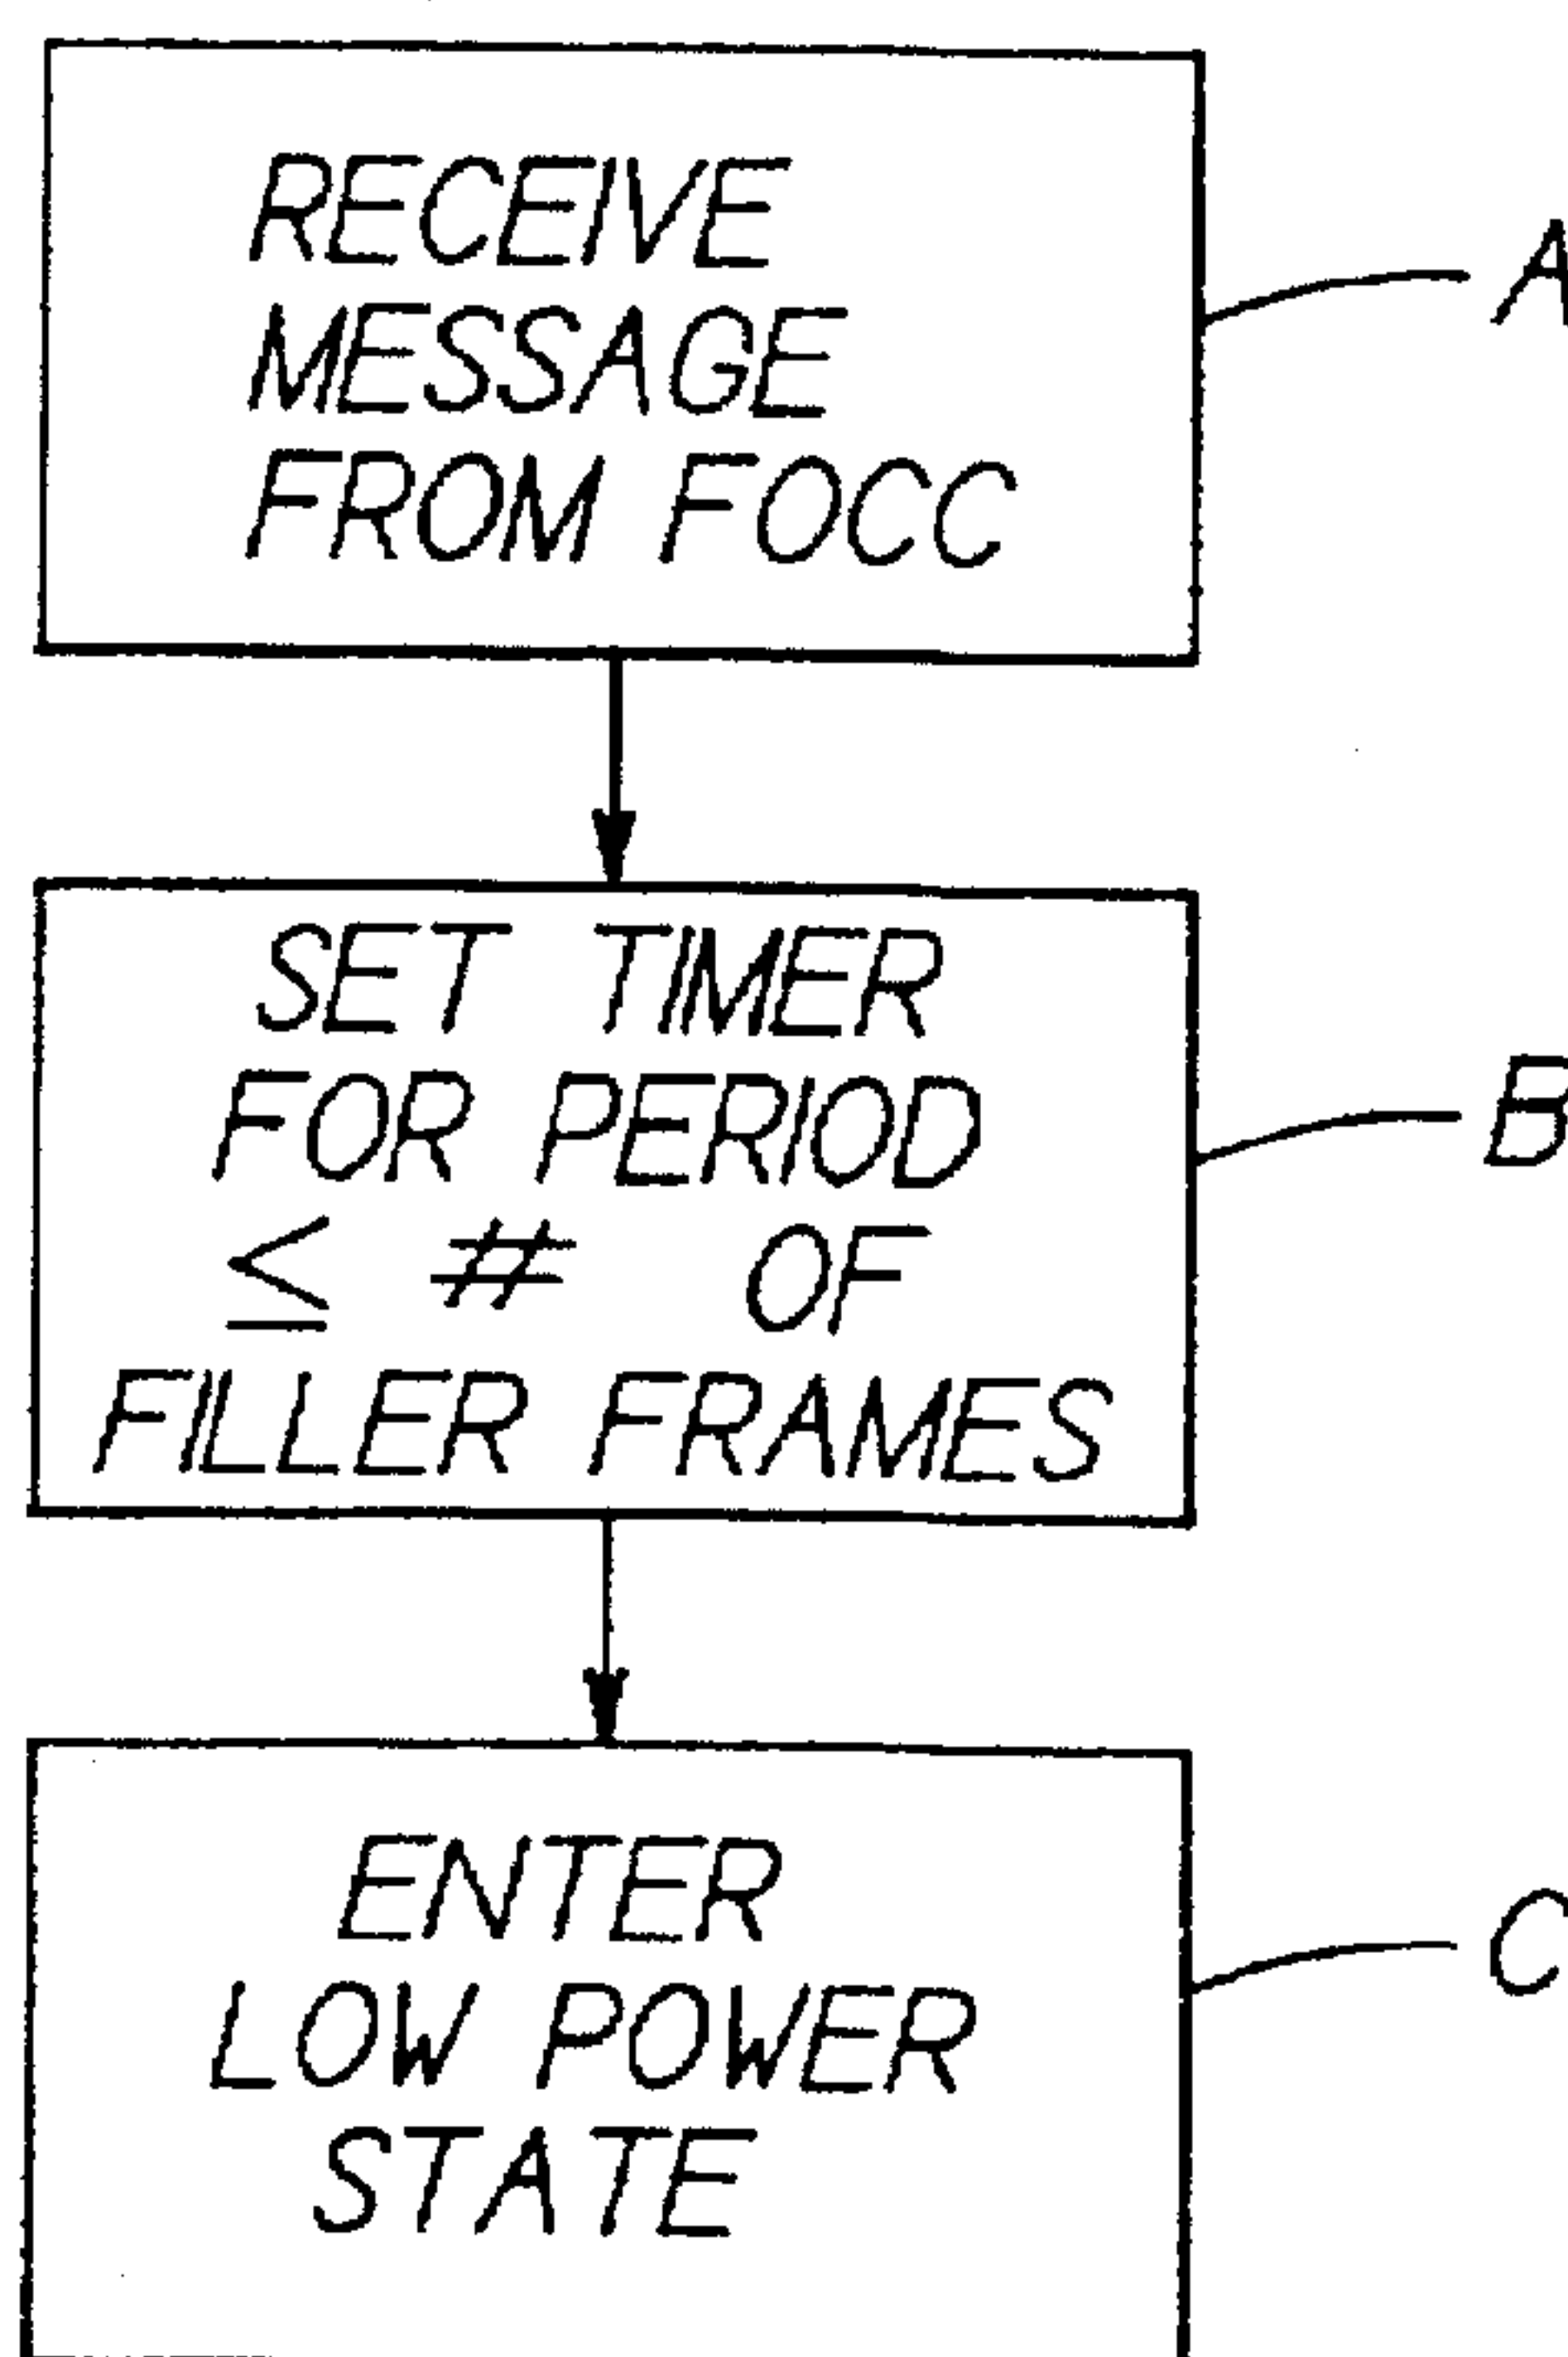 RECEIVE
MESSAGE
FROM FOCC
A
SET TIMER
FOR PERIOD
≤ # OF
FILLER FRAMES
B
ENTER
LOW POWER
STATE
C